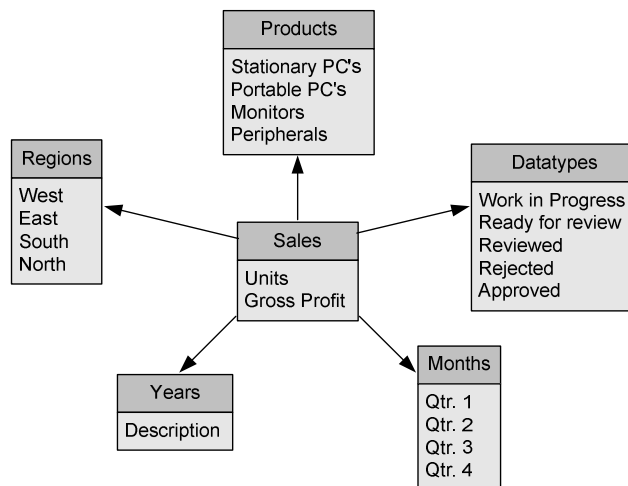 Products
Stationary PC's
Portable PC's
Monitors
Peripherals
Regions
West
East
South
North
Datatypes
Work in Progress
Ready for review
Reviewed
Rejected
Approved
Sales
Units
Gross Profit
Years
Description
Months
Qtr. 1
Qtr. 2
Qtr. 3
Qtr. 4